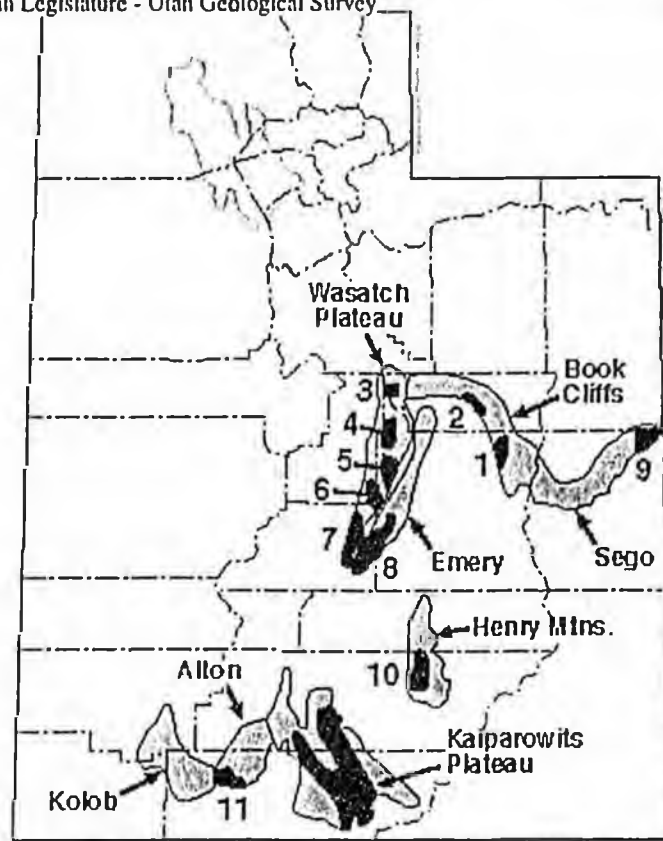 Legislature - Utah Geological Survey
Wasatch
Plateau
Book
Cliffs
3
4
2
1
9
5
6
7
8
Emery
Sego
Henry Mtns.
10
Alton
Kaiparowits
Plateau
Kolob
11